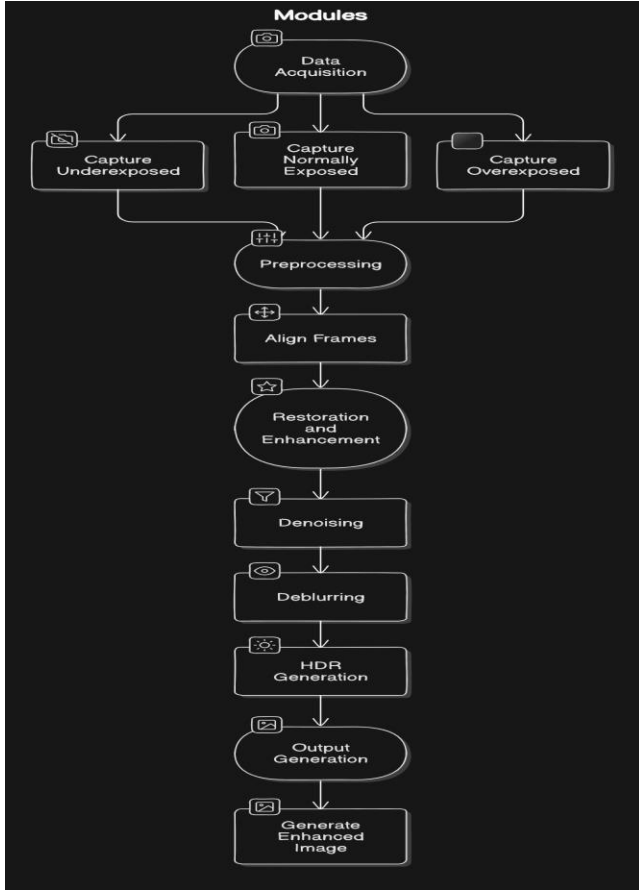 Modules
Data
Acquisition
Capture
Underexposed
Capture
Normally
Exposed
Capture
Overexposed
Preprocessing
Align Frames
Restoration
and
Enhancement
Denoising
Deblurring
HDR
Generation
Output
Generation
Generate
Enhanced
Image